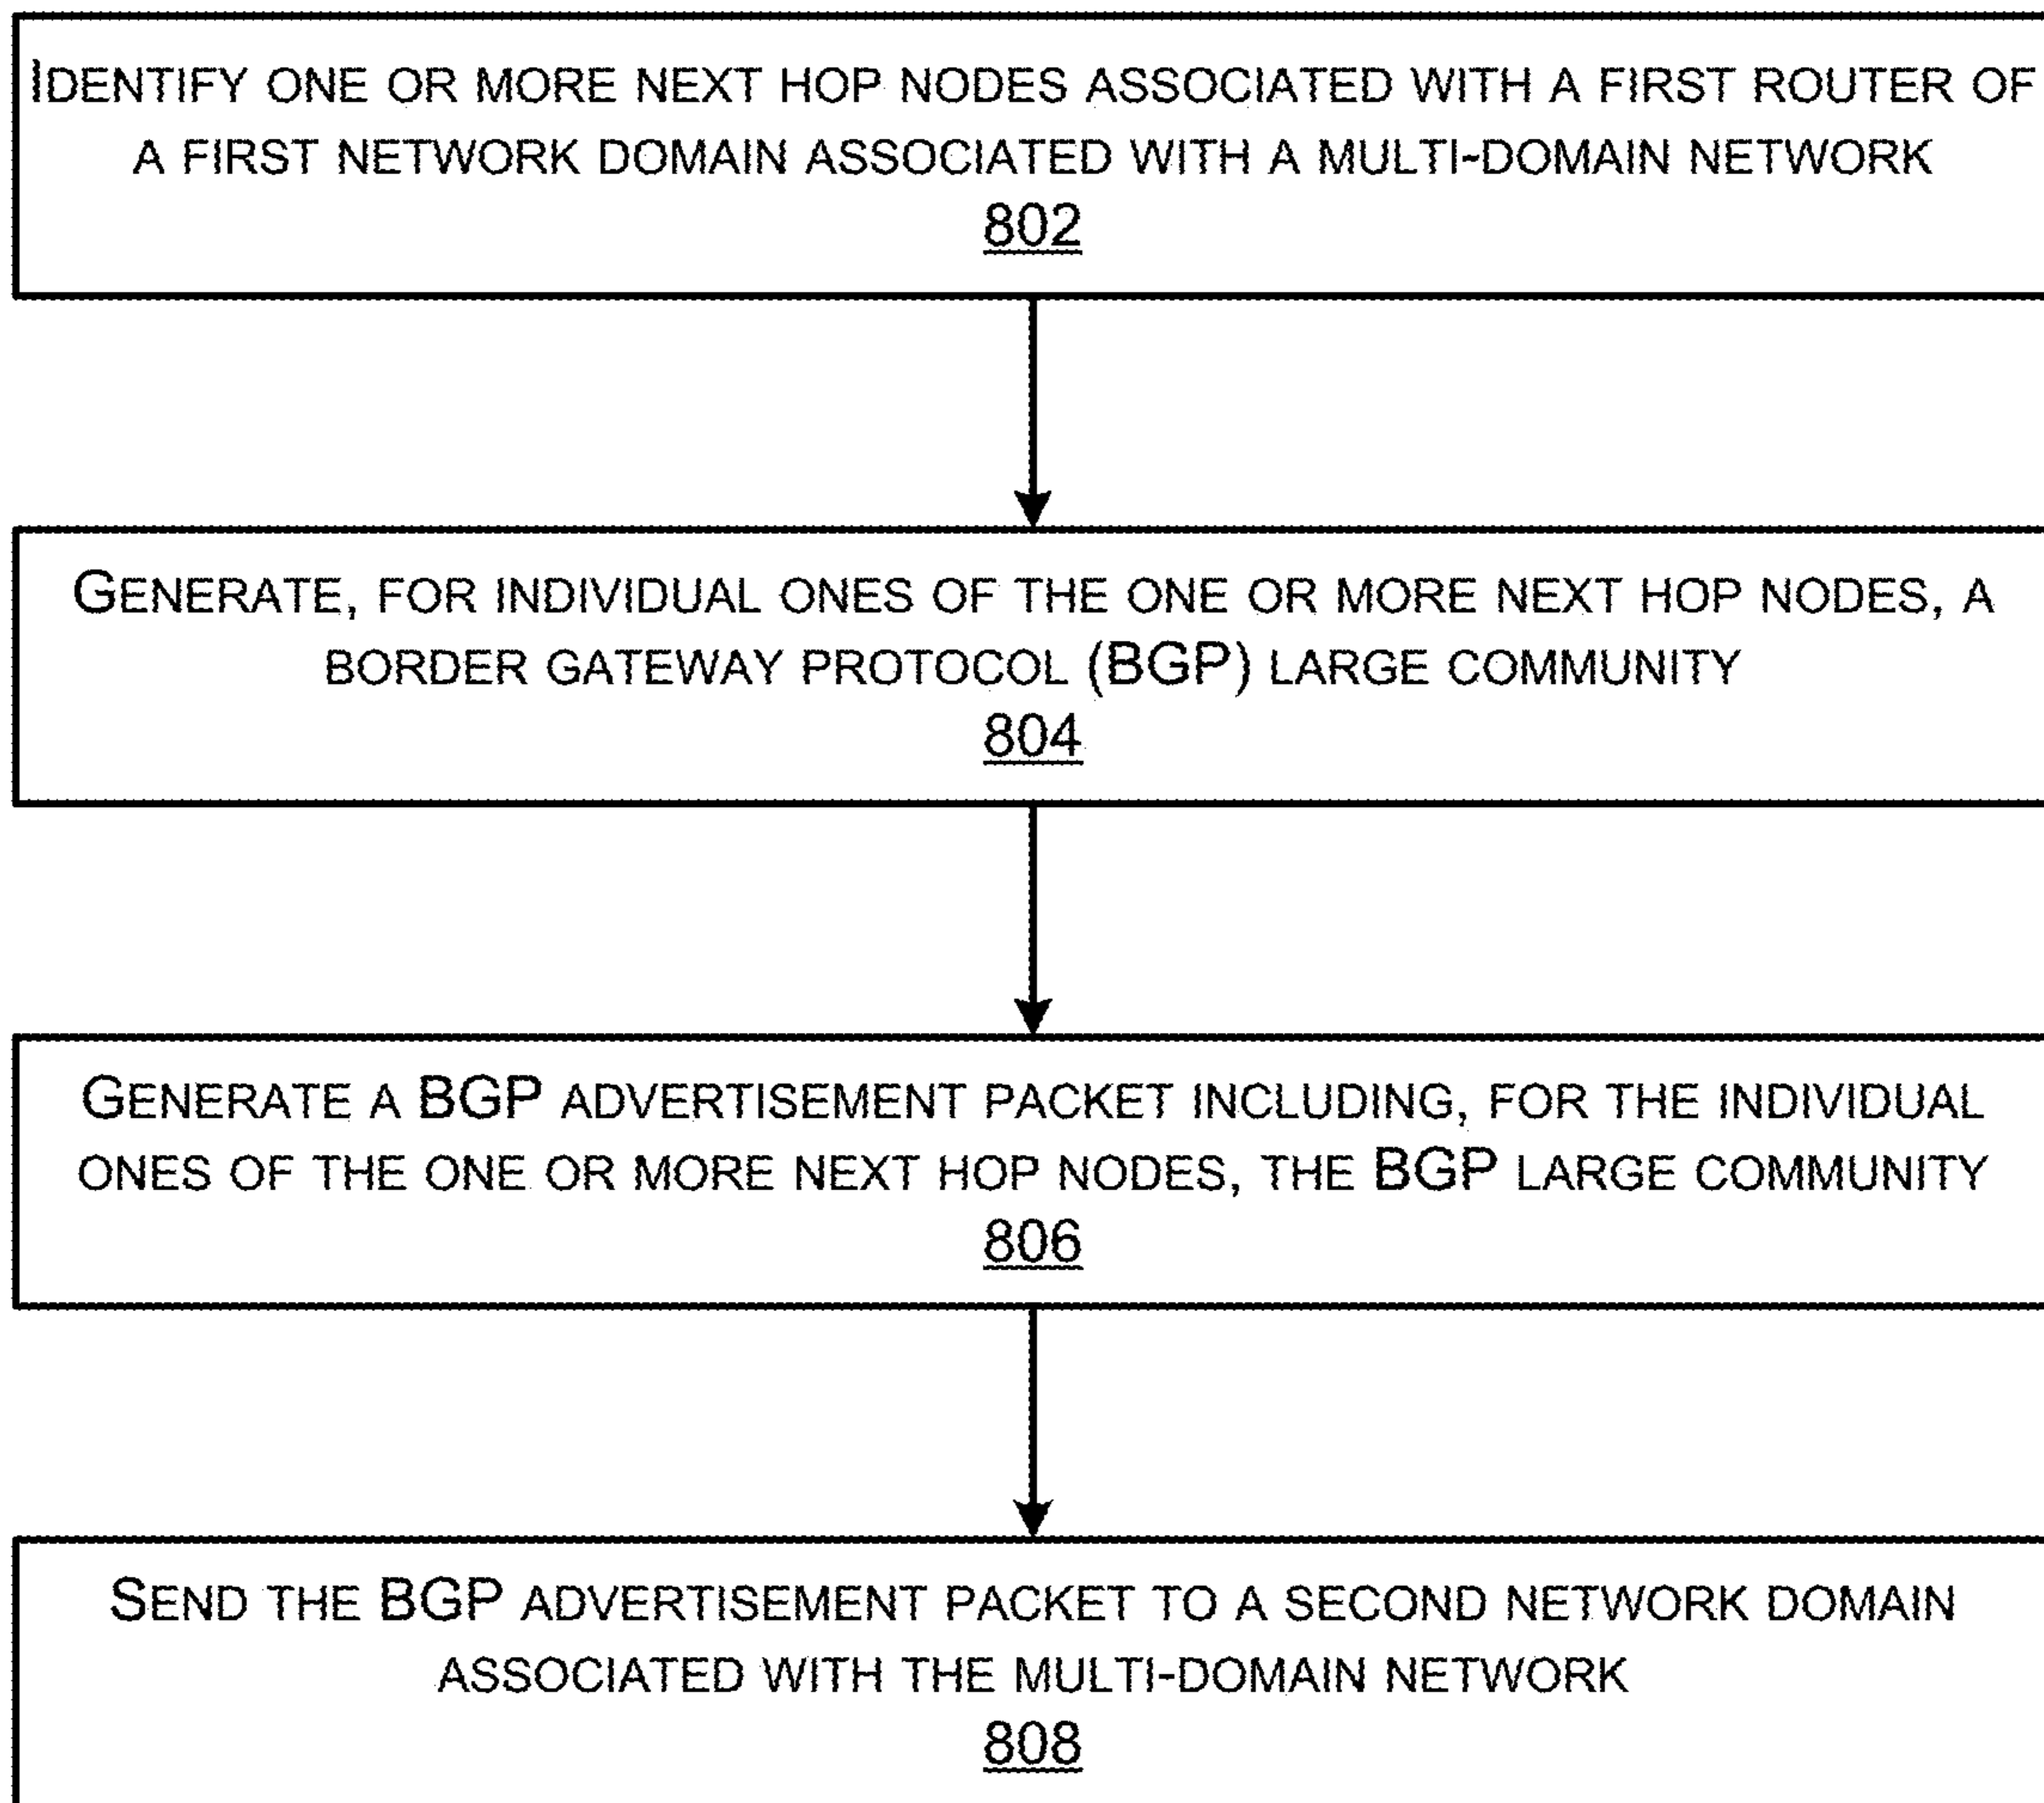 IDENTIFY ONE OR MORE NEXT HOP NODES ASSOCIATED WITH A FIRST ROUTER OF
A FIRST NETWORK DOMAIN ASSOCIATED WITH A MULTI-DOMAIN NETWORK
802
GENERATE, FOR INDIVIDUAL ONES OF THE ONE OR MORE NEXT HOP NODES, A
BORDER GATEWAY PROTOCOL (BGP) LARGE COMMUNITY
804
GENERATE A BGP ADVERTISEMENT PACKET INCLUDING, FOR THE INDIVIDUAL
ONES OF THE ONE OR MORE NEXT HOP NODES, THE BGP LARGE COMMUNITY
806
SEND THE BGP ADVERTISEMENT PACKET TO A SECOND NETWORK DOMAIN
ASSOCIATED WITH THE MULTI-DOMAIN NETWORK
808